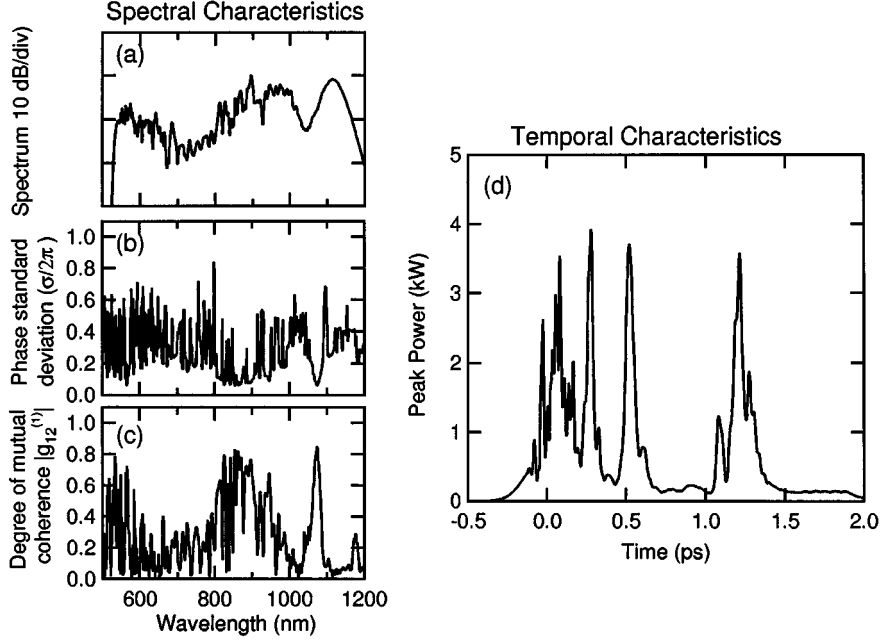 Spectral Characteristics
(a)
Spectrum 10 dB/div)
(b)
1.0
0.8
0.6
0.4
0.2
0.0
Phase standard
deviation (σ/2π)
(c)
1.0
0.8
0.6
0.4
0.2
0.0
Degree of mutual
coherence |g12(1)|
600
800
1000
1200
Wavelength (nm)
Temporal Characteristics
(d)
5
4
3
2
1
0
Peak Power (kW)
-0.5
0.0
0.5
1.0
1.5
2.0
Time (ps)